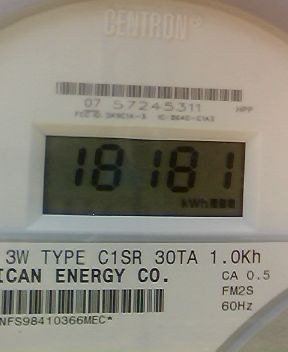 CENTRON®
07 57245311
HPP
18181
kWh
3W TYPE C1SR 30TA 1.0Kh
ICAN ENERGY CO.
CA 0.5
FM2S
60Hz
NFS98410366MEC*